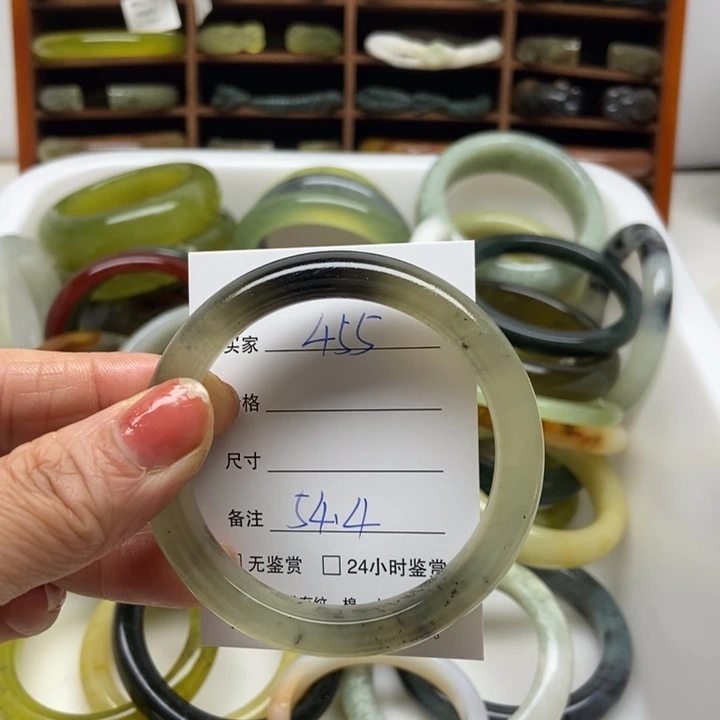 买家 455
格
尺寸
备注 54.4
无鉴赏 □ 24小时鉴赏